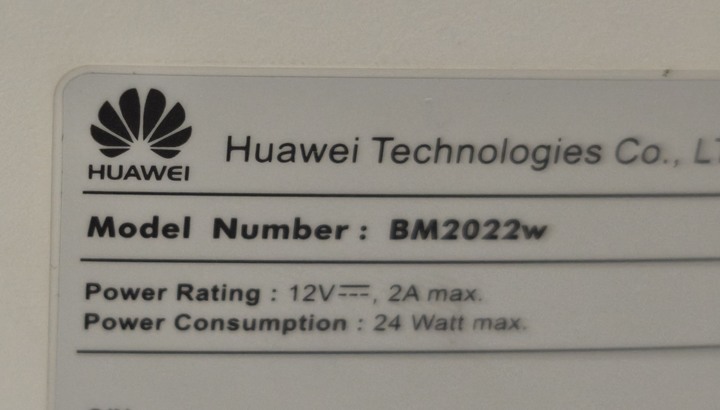 HUAWEI
Huawei Technologies Co.,
Model Number : BM2022w
Power Rating : 12V⎓, 2A max.
Power Consumption : 24 Watt max.